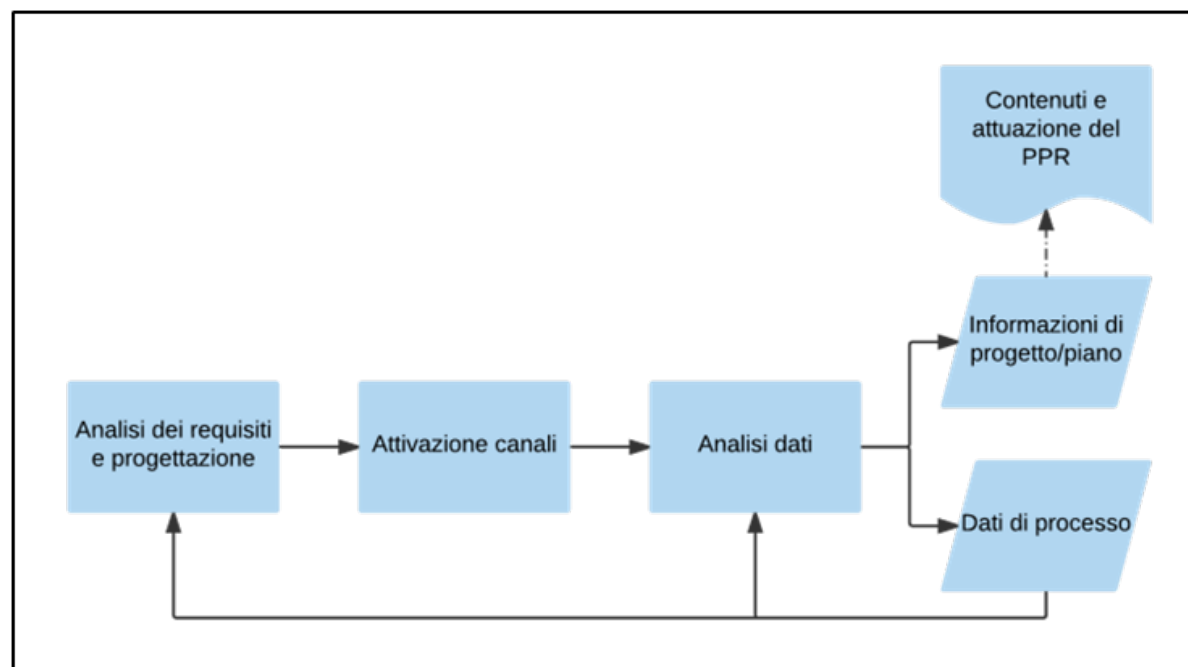 Contenuti e
attuazione del
PPR
Informazioni di
progetto/piano
Analisi dei requisiti
e progettazione
Attivazione canali
Analisi dati
Dati di processo